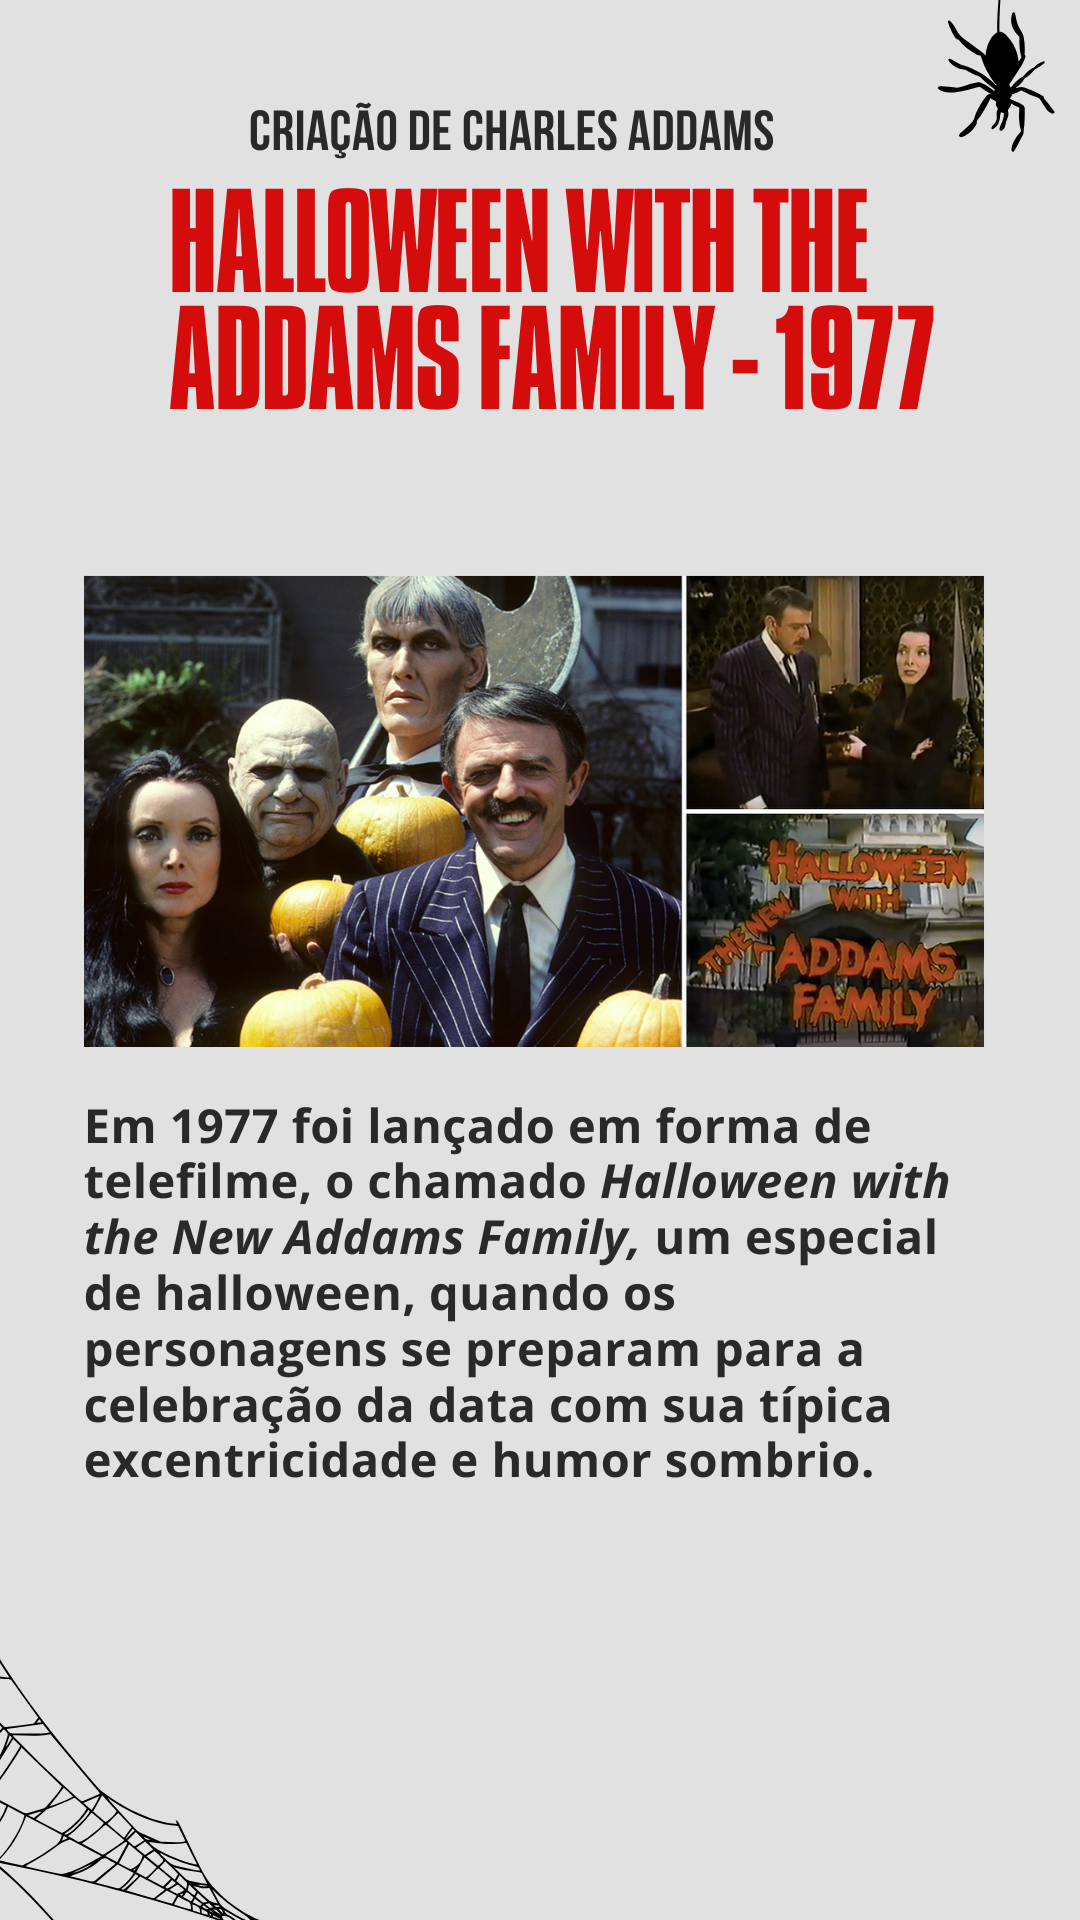 CRIAÇÃO DE CHARLES ADDAMS
HALLOWEEN WITH THE
ADDAMS FAMILY - 1977
HALLOWEEN
WITH
THE NEW
ADDAMS
FAMILY
Em 1977 foi lançado em forma de
telefilme, o chamado Halloween with
the New Addams Family, um especial
de halloween, quando os
personagens se preparam para a
celebração da data com sua típica
excentricidade e humor sombrio.